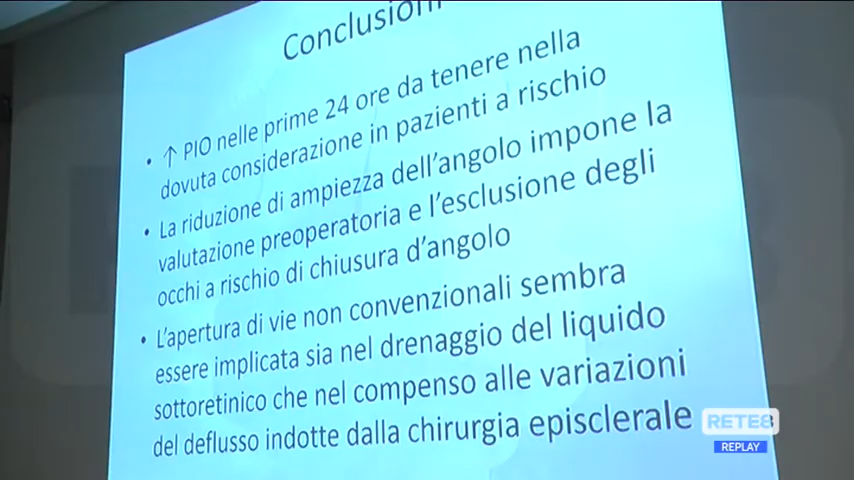 Conclusioni
• ↑ PIO nelle prime 24 ore da tenere nella
dovuta considerazione in pazienti a rischio
• La riduzione di ampiezza dell'angolo impone la
valutazione preoperatoria e l'esclusione degli
occhi a rischio di chiusura d'angolo
• L'apertura di vie non convenzionali sembra
essere implicata sia nel drenaggio del liquido
sottoretinico che nel compenso alle variazioni
del deflusso indotte dalla chirurgia episclerale
RETE8
REPLAY